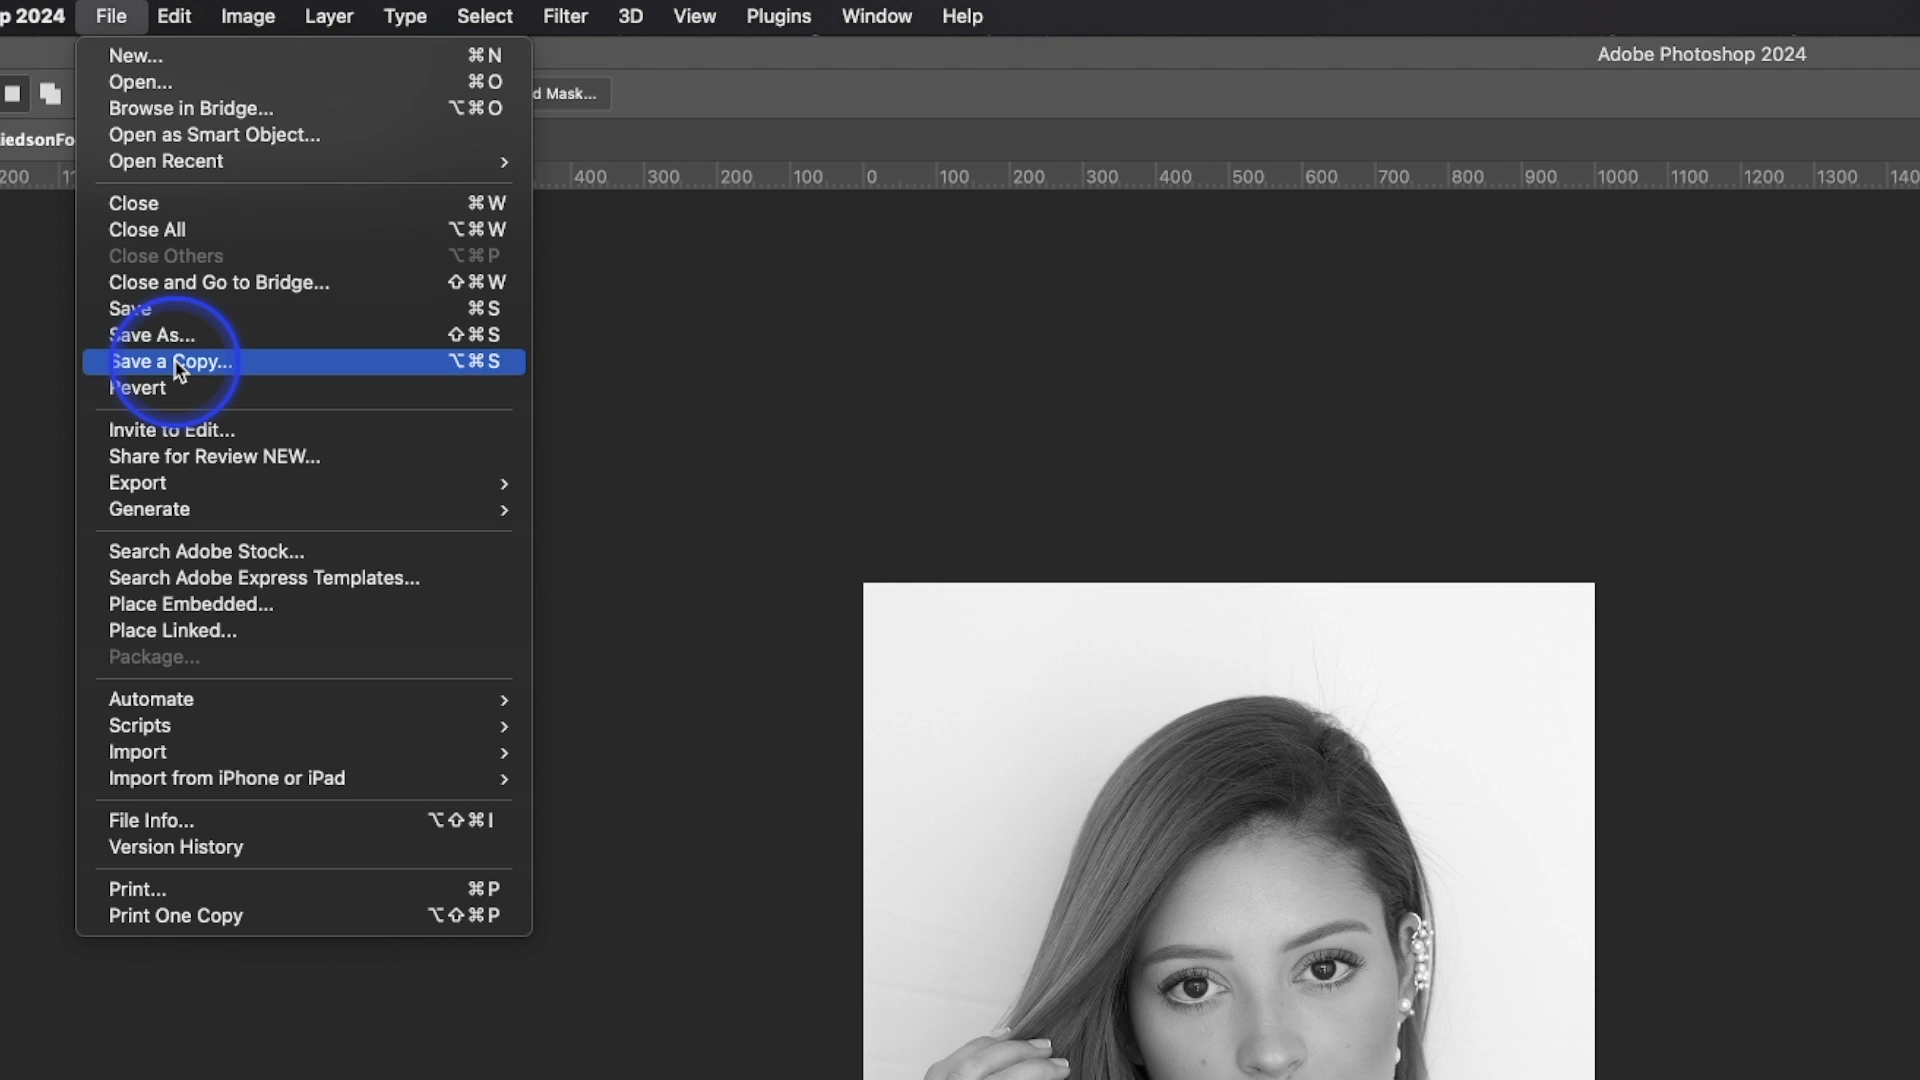 p 2024 File Edit Image Layer Type Select Filter 3D View Plugins Window Help
Adobe Photoshop 2024
d Mask...
iedsonFo
200 400 300 200 100 0 100 200 300 400 500 600 700 800 900 1000 1100 1200 1300 140
New... ⌘N
Open... ⌘O
Browse in Bridge... ⌥⌘O
Open as Smart Object...
Open Recent >
Close ⌘W
Close All ⌥⌘W
Close Others ⌥⌘P
Close and Go to Bridge... ⇧⌘W
Save ⌘S
Save As... ⇧⌘S
Save a Copy... ⌥⌘S
Revert
Invite to Edit...
Share for Review NEW...
Export >
Generate >
Search Adobe Stock...
Search Adobe Express Templates...
Place Embedded...
Place Linked...
Package...
Automate >
Scripts >
Import >
Import from iPhone or iPad >
File Info... ⌥⇧⌘I
Version History
Print... ⌘P
Print One Copy ⌥⇧⌘P